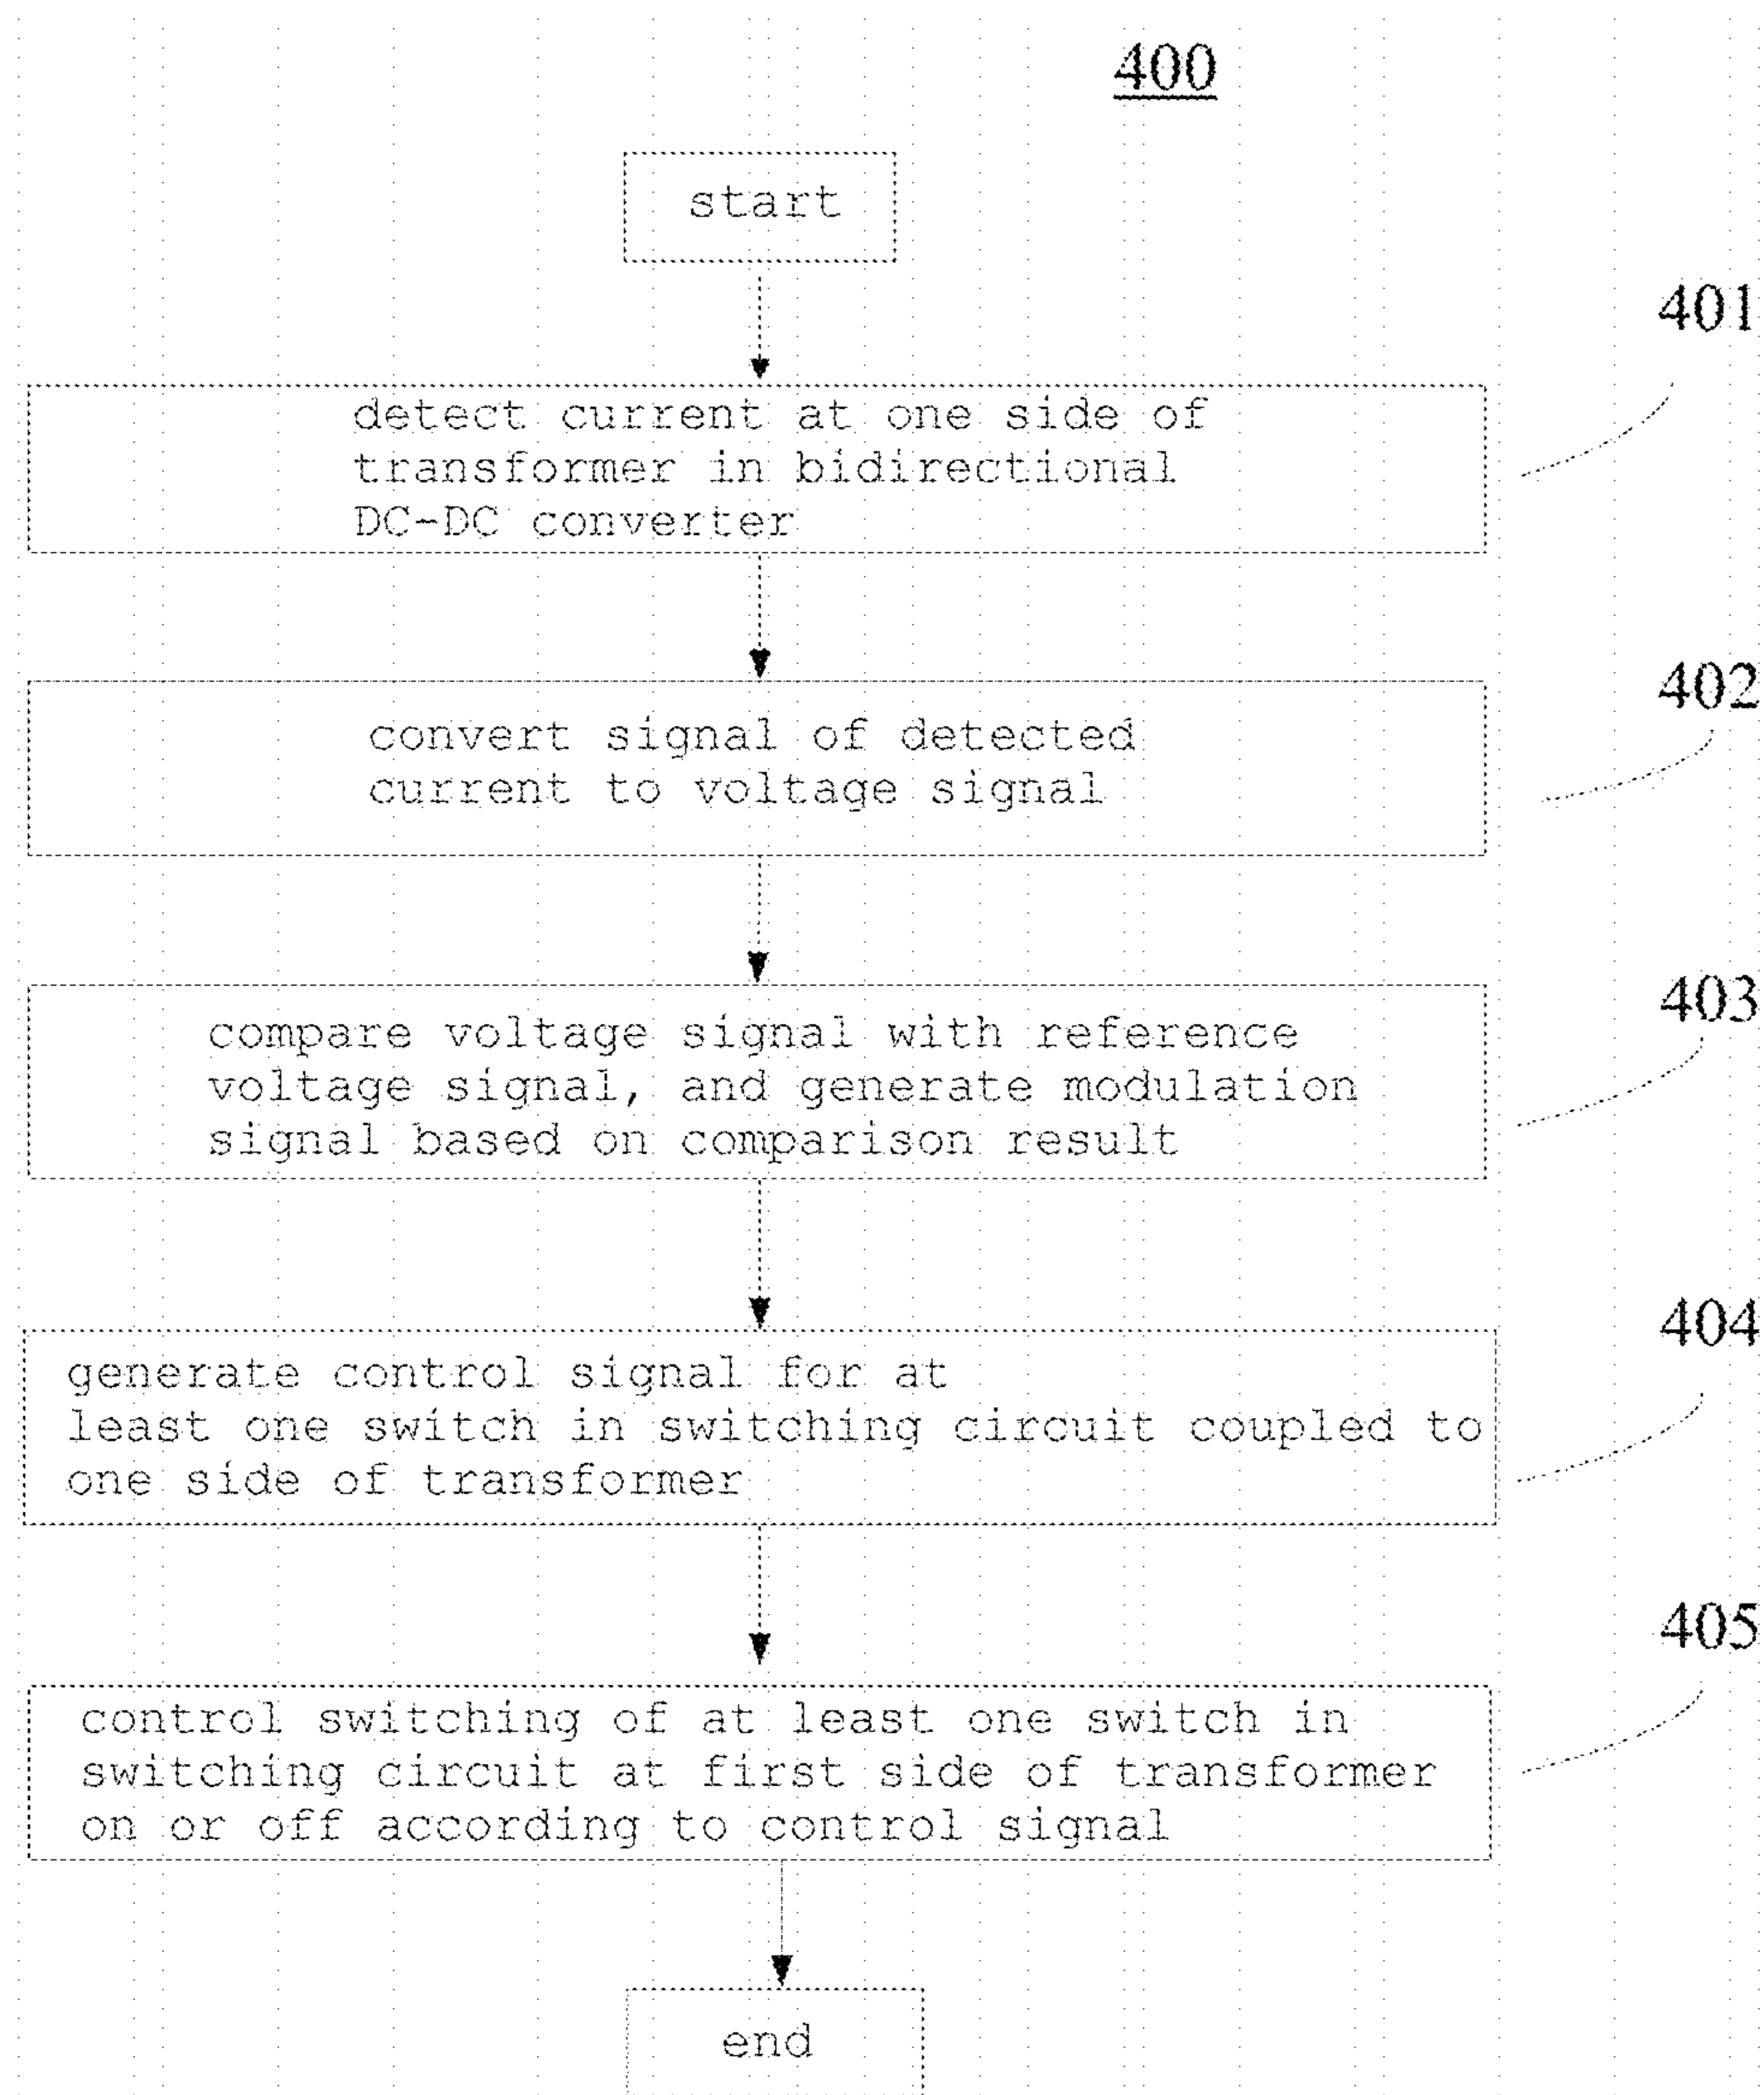 400
start
401
detect current at one side of
transformer in bidirectional
DC-DC converter
402
convert signal of detected
current to voltage signal
403
compare voltage signal with reference
voltage signal, and generate modulation
signal based on comparison result
404
generate control signal for at
least one switch in switching circuit coupled to
one side of transformer
405
control switching of at least one switch in
switching circuit at first side of transformer
on or off according to control signal
end